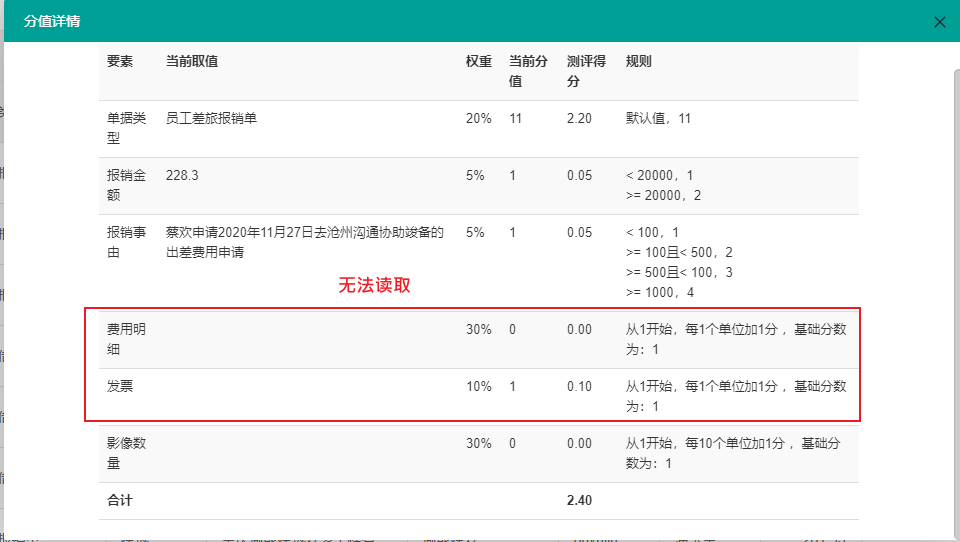 分值详情
要素 当前取值 权重 当前分值 测评得分 规则
单据类型 员工差旅报销单 20% 11 2.20 默认值，11
报销金额 228.3 5% 1 0.05 < 20000，1
>= 20000，2
报销事由 蔡欢申请2020年11月27日去沧州沟通协助竣备的 5% 1 0.05 < 100，1
出差费用申请 >= 100且< 500，2
>= 500且< 100，3
>= 1000，4
无法读取
费用明细 30% 0 0.00 从1开始，每1个单位加1分 ，基础分数
为：1
发票 10% 1 0.10 从1开始，每1个单位加1分 ，基础分数
为：1
影像数量 30% 0 0.00 从1开始，每10个单位加1分 ，基础分
数为：1
合计 2.40